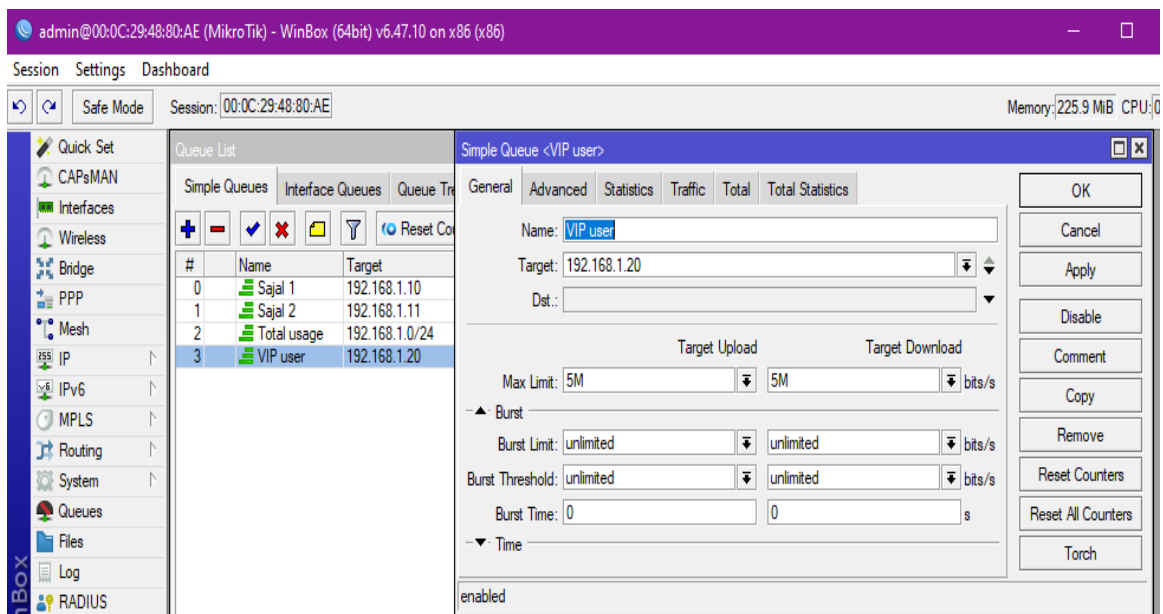 admin@00:0C:29:48:80:AE (MikroTik) - WinBox (64bit) v6.47.10 on x86 (x86)
Session Settings Dashboard
Safe Mode Session: 00:0C:29:48:80:AE Memory: 225.9 MiB CPU: 0
Quick Set
CAPsMAN
Interfaces
Wireless
Bridge
PPP
Mesh
IP
IPv6
MPLS
Routing
System
Queues
Files
Log
RADIUS
nBox
Queue List
Simple Queues Interface Queues Queue Tre
Reset Cou
# Name Target
0 Sajal 1 192.168.1.10
1 Sajal 2 192.168.1.11
2 Total usage 192.168.1.0/24
3 VIP user 192.168.1.20
Simple Queue <VIP user>
General Advanced Statistics Traffic Total Total Statistics
Name: VIP user
Target: 192.168.1.20
Dst.:
Target Upload Target Download
Max Limit: 5M 5M bits/s
Burst
Burst Limit: unlimited unlimited bits/s
Burst Threshold: unlimited unlimited bits/s
Burst Time: 0 0 s
Time
enabled
OK
Cancel
Apply
Disable
Comment
Copy
Remove
Reset Counters
Reset All Counters
Torch